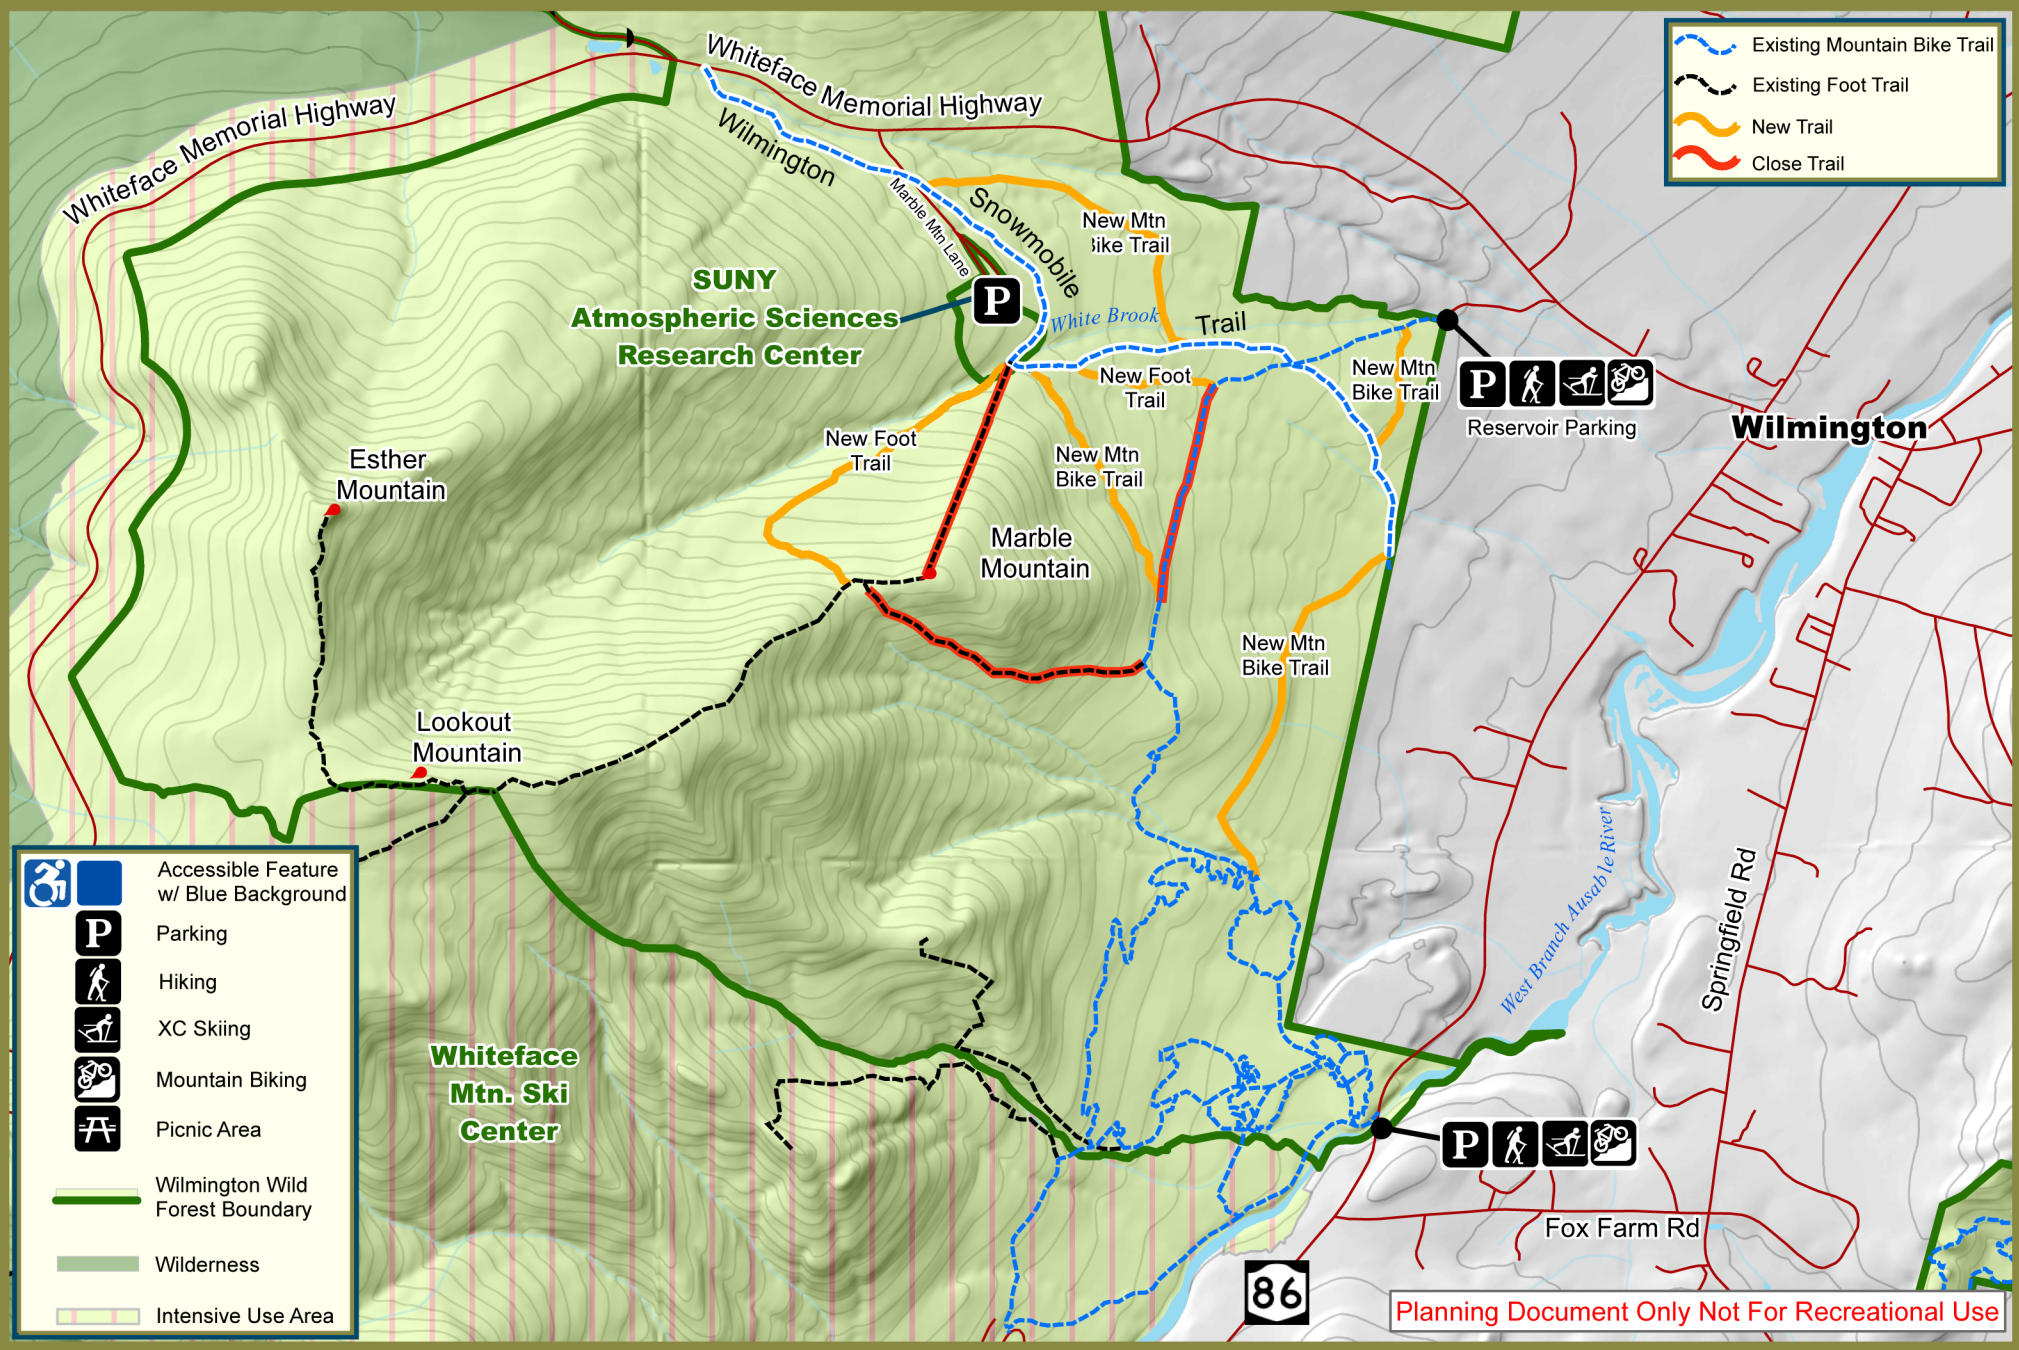 Existing Mountain Bike Trail
Existing Foot Trail
New Trail
Close Trail
Whiteface Memorial Highway
Whiteface Memorial Highway
Wilmington
Snowmobile
Trail
Marble Mtn Lane
New Mtn
Bike Trail
SUNY
Atmospheric Sciences
Research Center
P
White Brook
New Foot
Trail
New Mtn
Bike Trail
P
Reservoir Parking
Wilmington
New Foot
Trail
New Mtn
Bike Trail
Esther
Mountain
Marble
Mountain
New Mtn
Bike Trail
Lookout
Mountain
West Branch Ausable River
Springfield Rd
Whiteface
Mtn. Ski
Center
P
Fox Farm Rd
86
Accessible Feature
w/ Blue Background
P
Parking
Hiking
XC Skiing
Mountain Biking
Picnic Area
Wilmington Wild
Forest Boundary
Wilderness
Intensive Use Area
Planning Document Only Not For Recreational Use